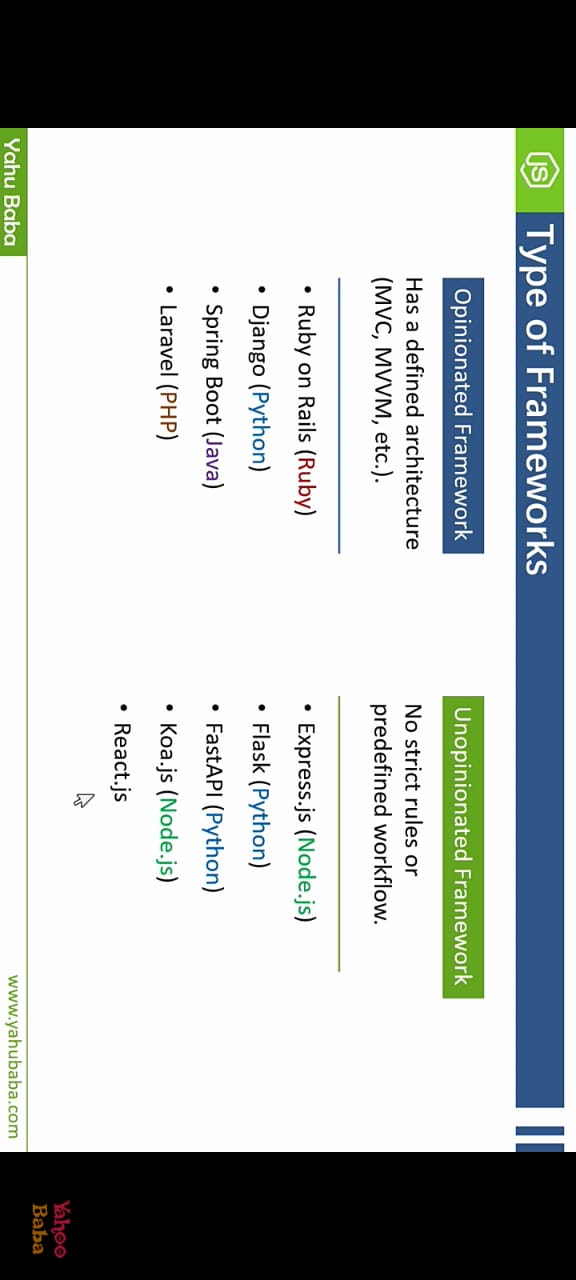 JS
Type of Frameworks
Opinionated Framework
Has a defined architecture
(MVC, MVVM, etc.).
• Ruby on Rails (Ruby)
• Django (Python)
• Spring Boot (Java)
• Laravel (PHP)
Unopinionated Framework
No strict rules or
predefined workflow.
• Express.js (Node.js)
• Flask (Python)
• FastAPI (Python)
• Koa.js (Node.js)
• React.js
Yahu Baba
www.yahubaba.com
Yahoo
Baba